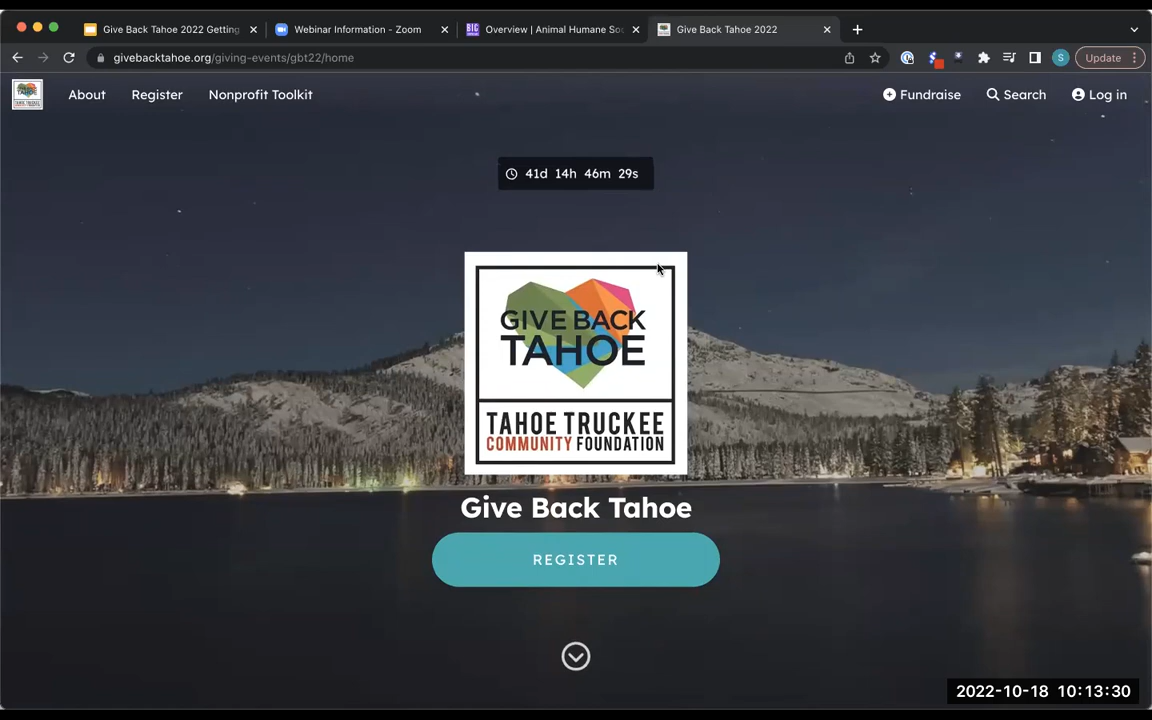 Give Back Tahoe 2022 Getting
Webinar Information - Zoom
BIG
Overview | Animal Humane Soc
Give Back Tahoe 2022
givebacktahoe.org/giving-events/gbt22/home
S
Update
About
Register
Nonprofit Toolkit
Fundraise
Search
Log in
41d 14h 46m 29s
GIVE BACK
TAHOE
TAHOE TRUCKEE
COMMUNITY FOUNDATION
Give Back Tahoe
REGISTER
2022-10-18 10:13:30